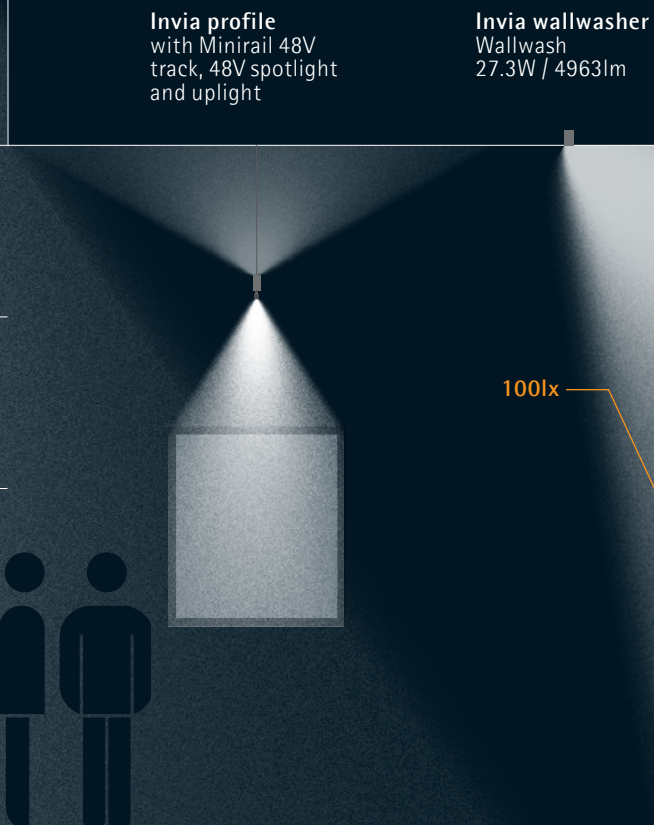 Invia profile
with Minirail 48V
track, 48V spotlight
and uplight
Invia wallwasher
Wallwash
27.3W / 4963lm
100lx